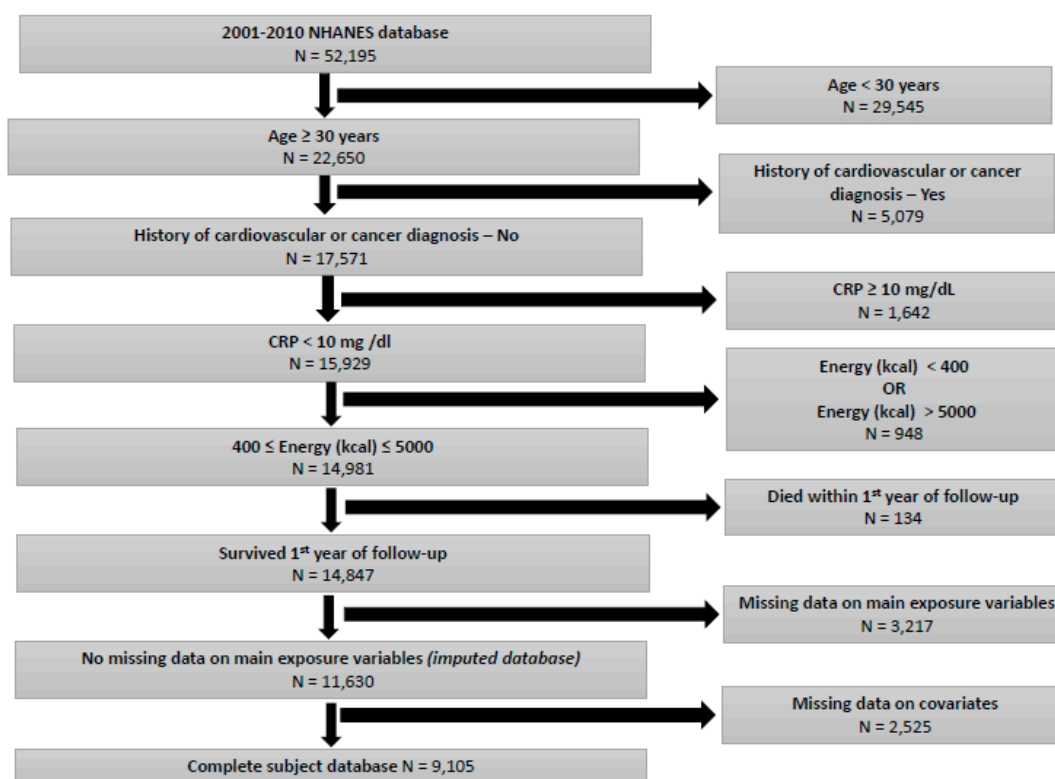 2001-2010 NHANES database
N = 52,195
Age < 30 years
N = 29,545
Age ≥ 30 years
N = 22,650
History of cardiovascular or cancer
diagnosis – Yes
N = 5,079
History of cardiovascular or cancer diagnosis – No
N = 17,571
CRP ≥ 10 mg/dL
N = 1,642
CRP < 10 mg /dl
N = 15,929
Energy (kcal) < 400
OR
Energy (kcal) > 5000
N = 948
400 ≤ Energy (kcal) ≤ 5000
N = 14,981
Died within 1st year of follow-up
N = 134
Survived 1st year of follow-up
N = 14,847
Missing data on main exposure variables
N = 3,217
No missing data on main exposure variables (imputed database)
N = 11,630
Missing data on covariates
N = 2,525
Complete subject database N = 9,105